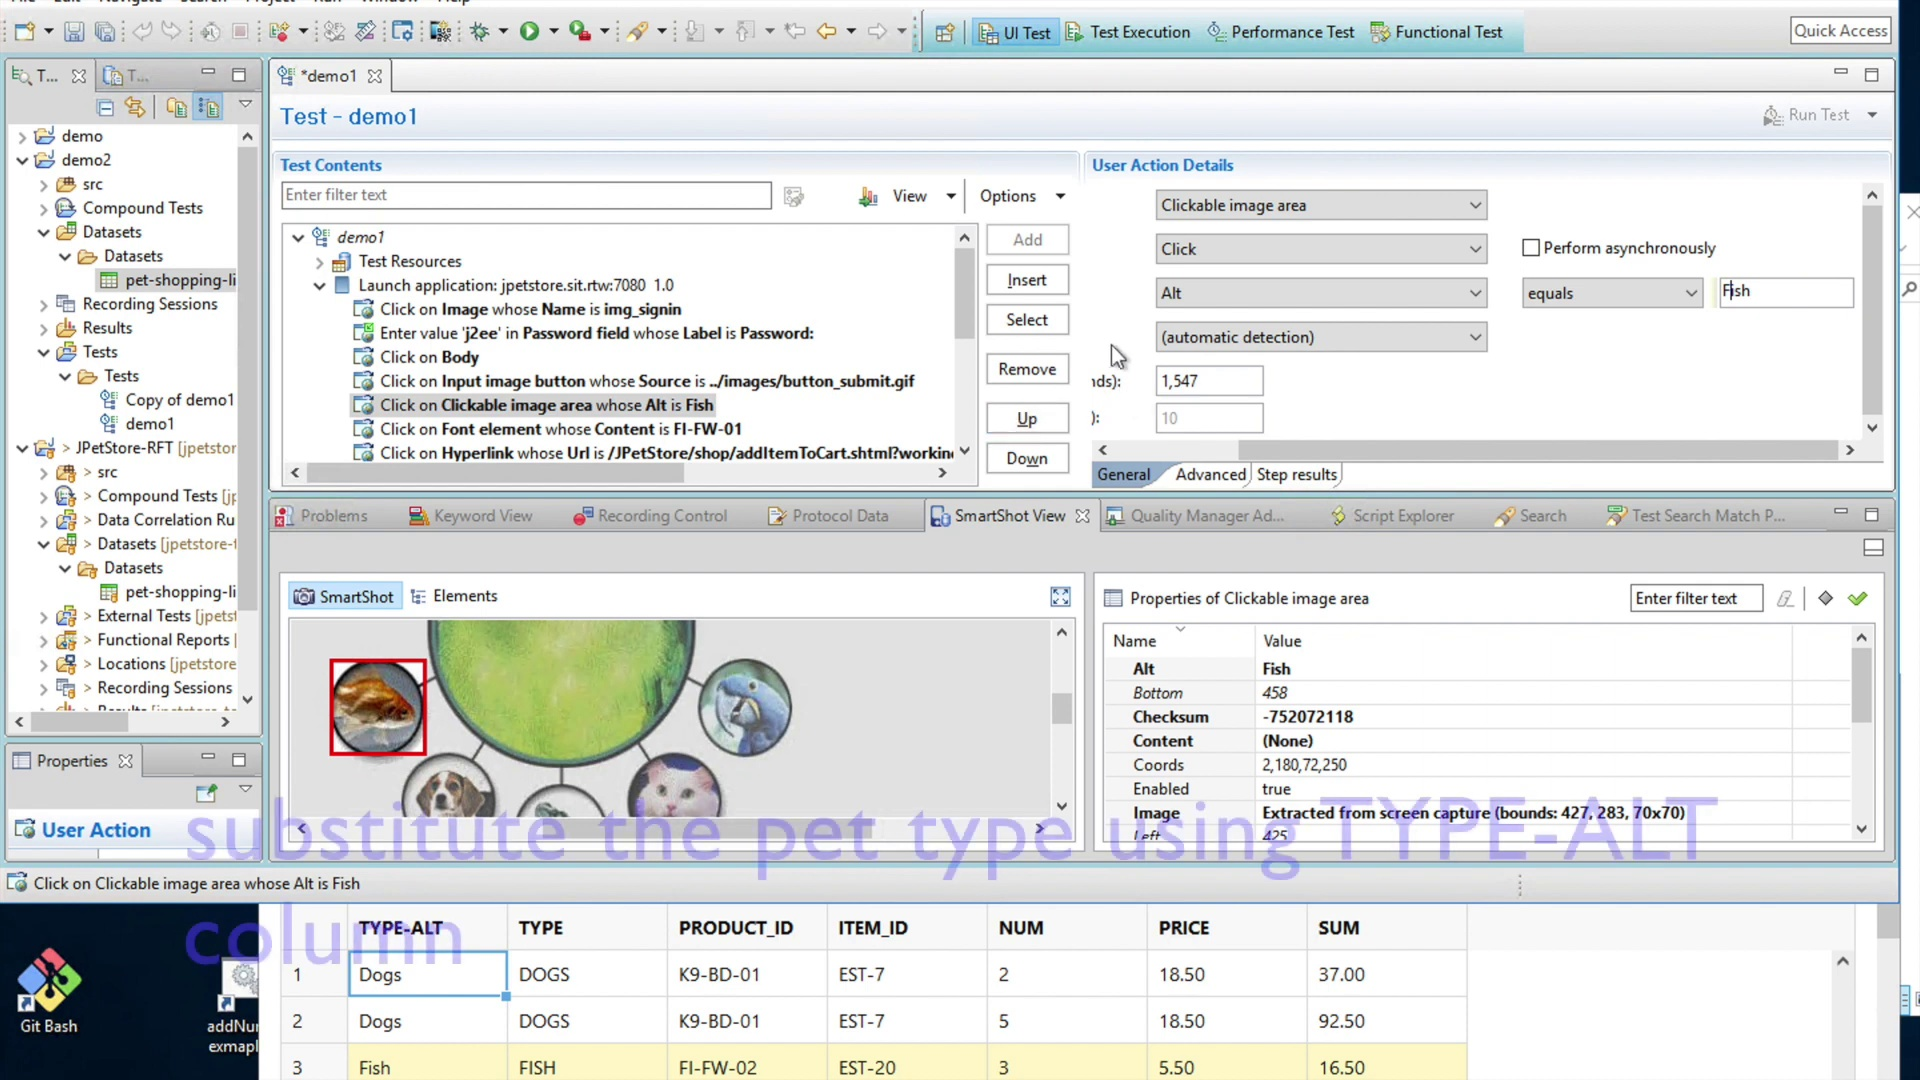 Quick Access
UI Test
Test Execution
Performance Test
Functional Test
T...
T...
*demo1
demo
demo2
src
Compound Tests
Datasets
Datasets
pet-shopping-li
Recording Sessions
Results
Tests
Tests
Copy of demo1
demo1
> JPetStore-RFT [jpetstor
> src
> Compound Tests [jp
> Data Correlation Ru
> Datasets [jpetstore-t
Datasets
pet-shopping-li
> External Tests [jpets
> Functional Reports
> Locations [jpetstore
> Recording Sessions
Properties
User Action
Test - demo1
Run Test
Test Contents
Enter filter text
View
Options
demo1
Test Resources
Launch application: jpetstore.sit.rtw:7080 1.0
Click on Image whose Name is img_signin
Enter value 'j2ee' in Password field whose Label is Password:
Click on Body
Click on Input image button whose Source is ../images/button_submit.gif
Click on Clickable image area whose Alt is Fish
Click on Font element whose Content is FI-FW-01
Click on Hyperlink whose Url is /JPetStore/shop/addItemToCart.shtml?workin
Add
Insert
Select
Remove
Up
Down
User Action Details
Clickable image area
Click
Perform asynchronously
Alt
equals
Fish
(automatic detection)
nds):
1,547
):
10
General
Advanced
Step results
Problems
Keyword View
Recording Control
Protocol Data
SmartShot View
Quality Manager Ad...
Script Explorer
Search
Test Search Match P...
SmartShot
Elements
Properties of Clickable image area
Enter filter text
Name Value
Alt Fish
Bottom 458
Checksum -752072118
Content (None)
Coords 2,180,72,250
Enabled true
Image Extracted from screen capture (bounds: 427, 283, 70x70)
Left 425
substitute the pet type using TYPE-ALT
column
Click on Clickable image area whose Alt is Fish
TYPE-ALT TYPE PRODUCT_ID ITEM_ID NUM PRICE SUM
1 Dogs DOGS K9-BD-01 EST-7 2 18.50 37.00
2 Dogs DOGS K9-BD-01 EST-7 5 18.50 92.50
3 Fish FISH FI-FW-02 EST-20 3 5.50 16.50
Git Bash
addNu
exmapl